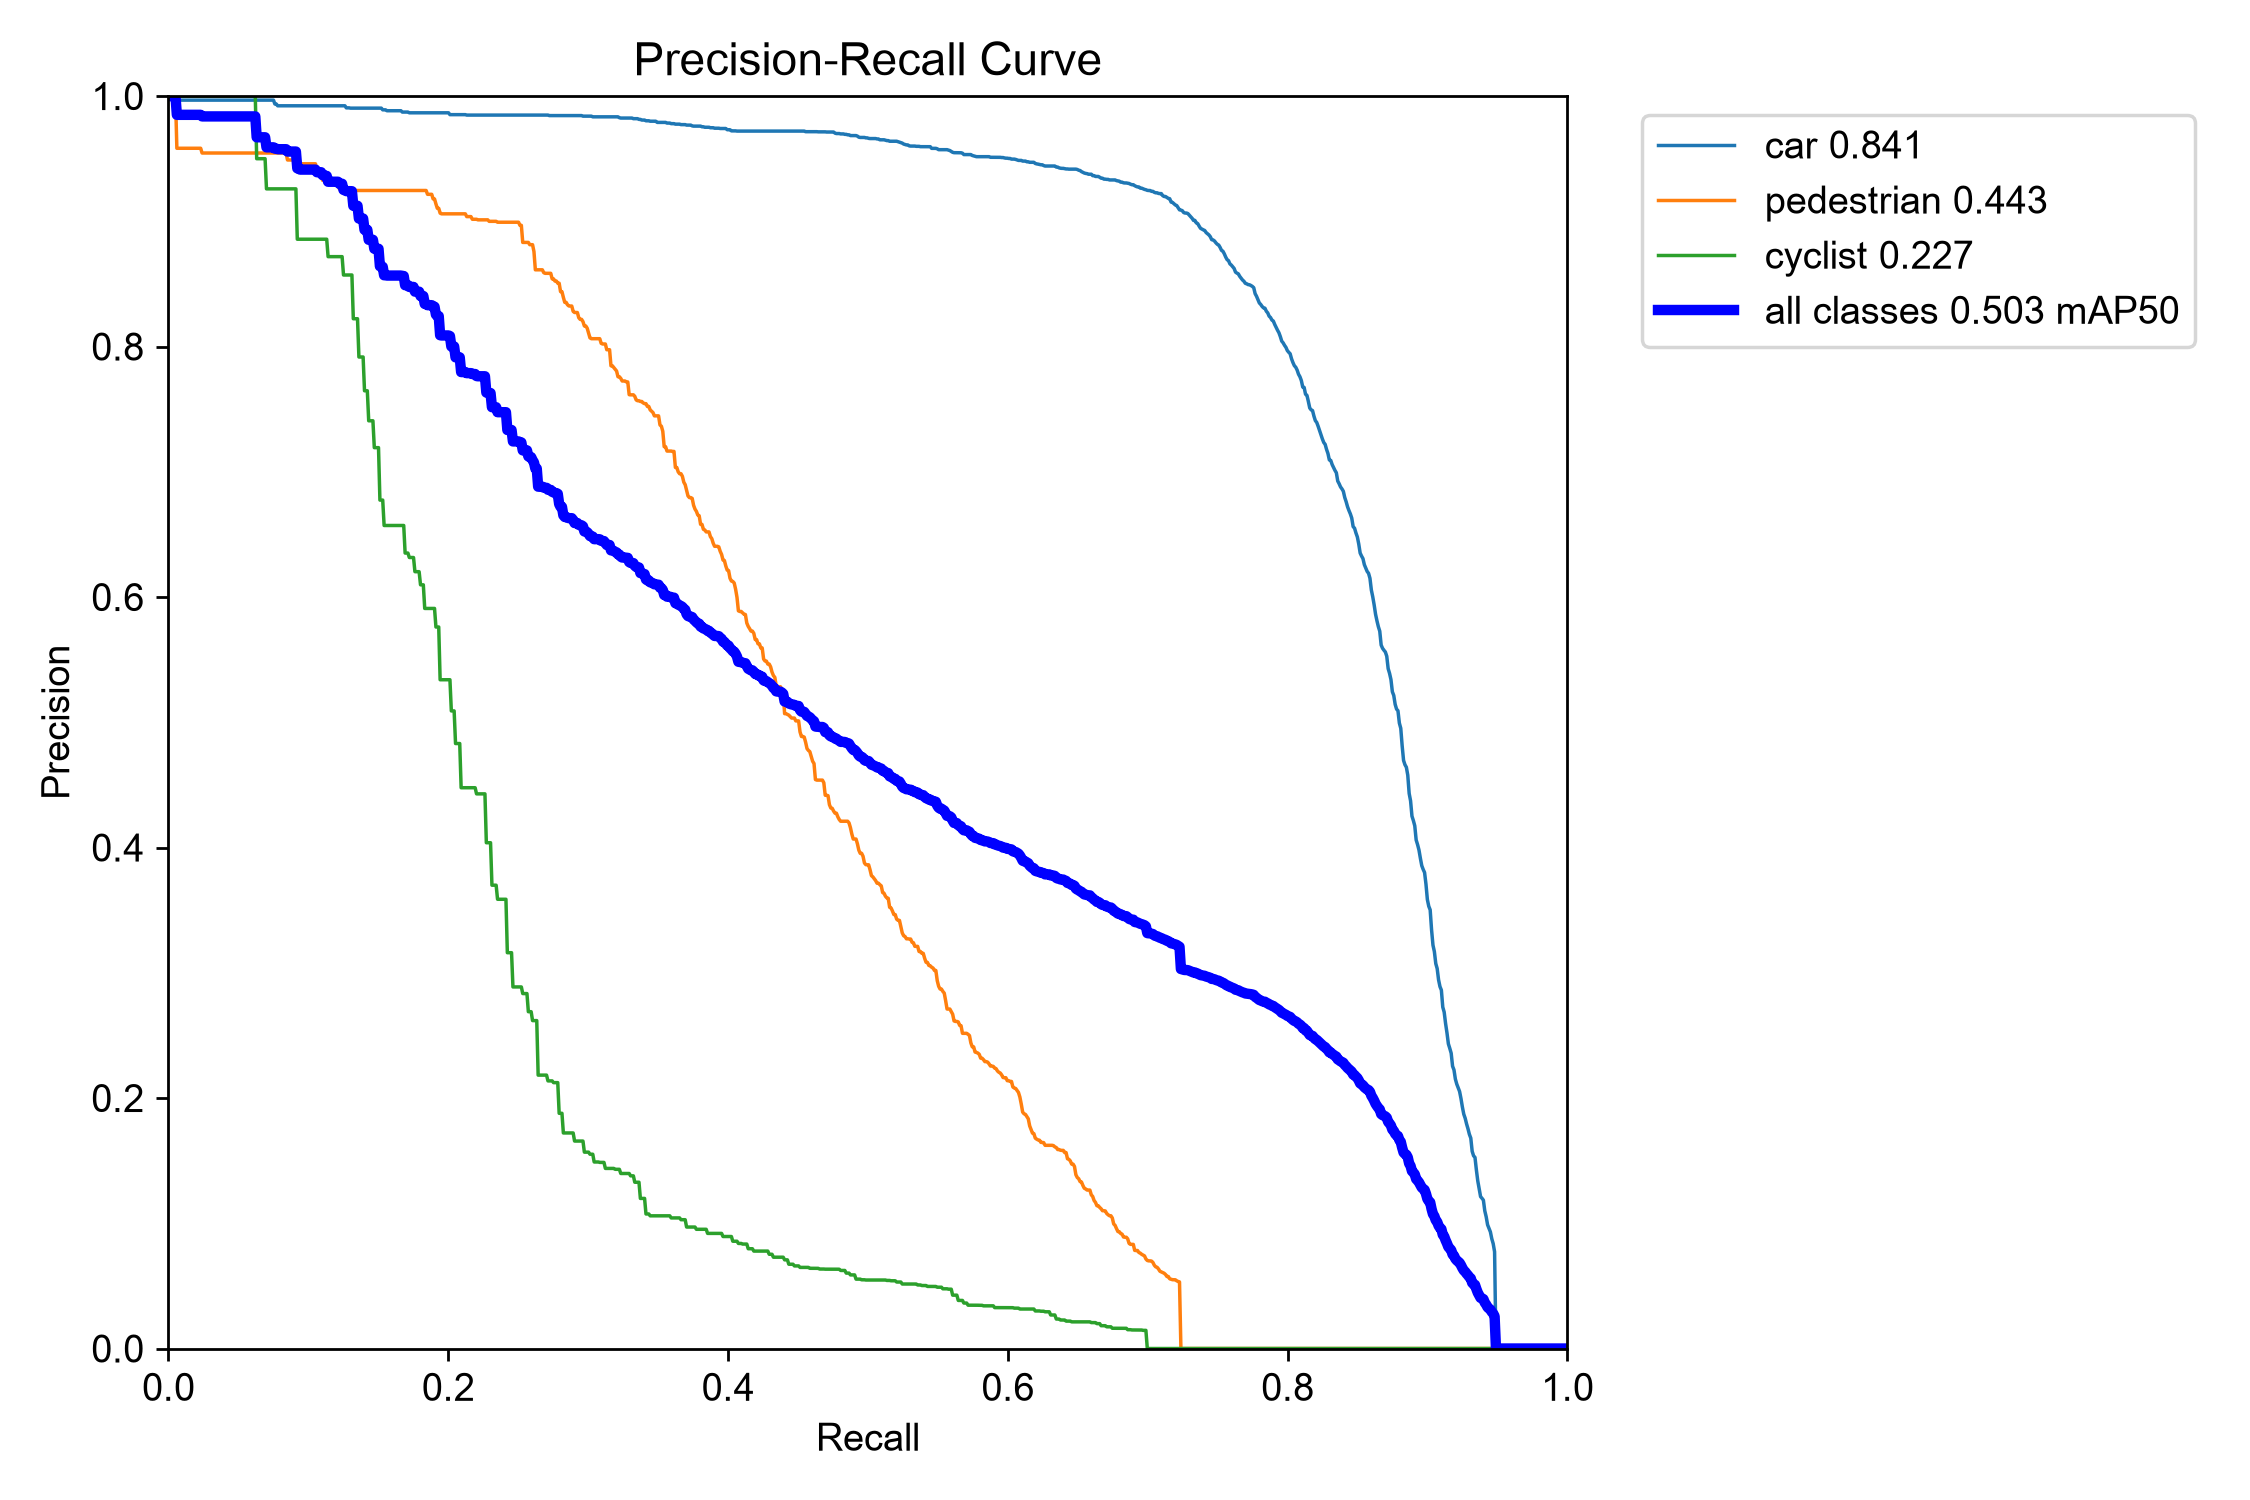 Precision-Recall Curve
1.0
0.8
0.6
0.4
0.2
0.0
Precision
0.0 0.2 0.4 0.6 0.8 1.0
Recall
car 0.841
pedestrian 0.443
cyclist 0.227
all classes 0.503 mAP50